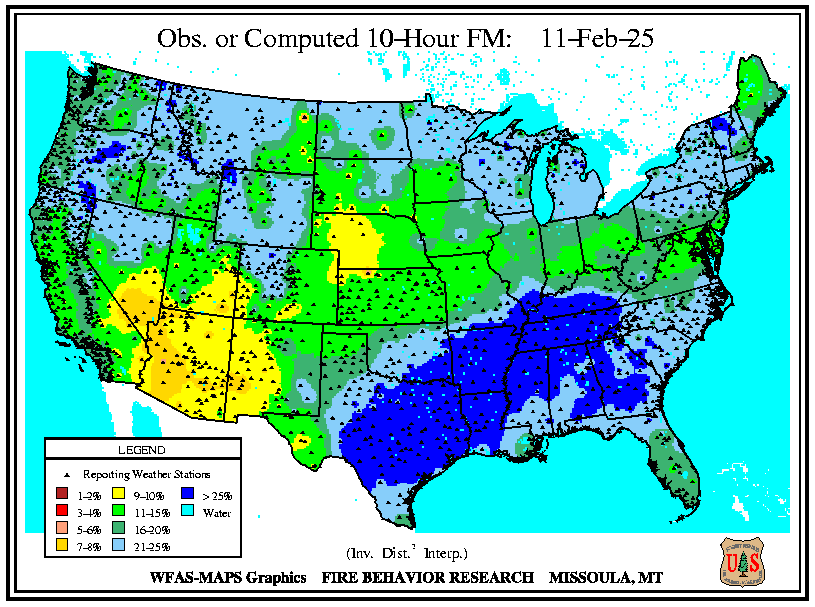 Obs. or Computed 10-Hour FM: 11-Feb-25
LEGEND
Reporting Weather Stations
1-2% 9-10% > 25%
3-4% 11-15% Water
5-6% 16-20%
7-8% 21-25%
(Inv. Dist.² Interp.)
WFAS-MAPS Graphics FIRE BEHAVIOR RESEARCH MISSOULA, MT
U S